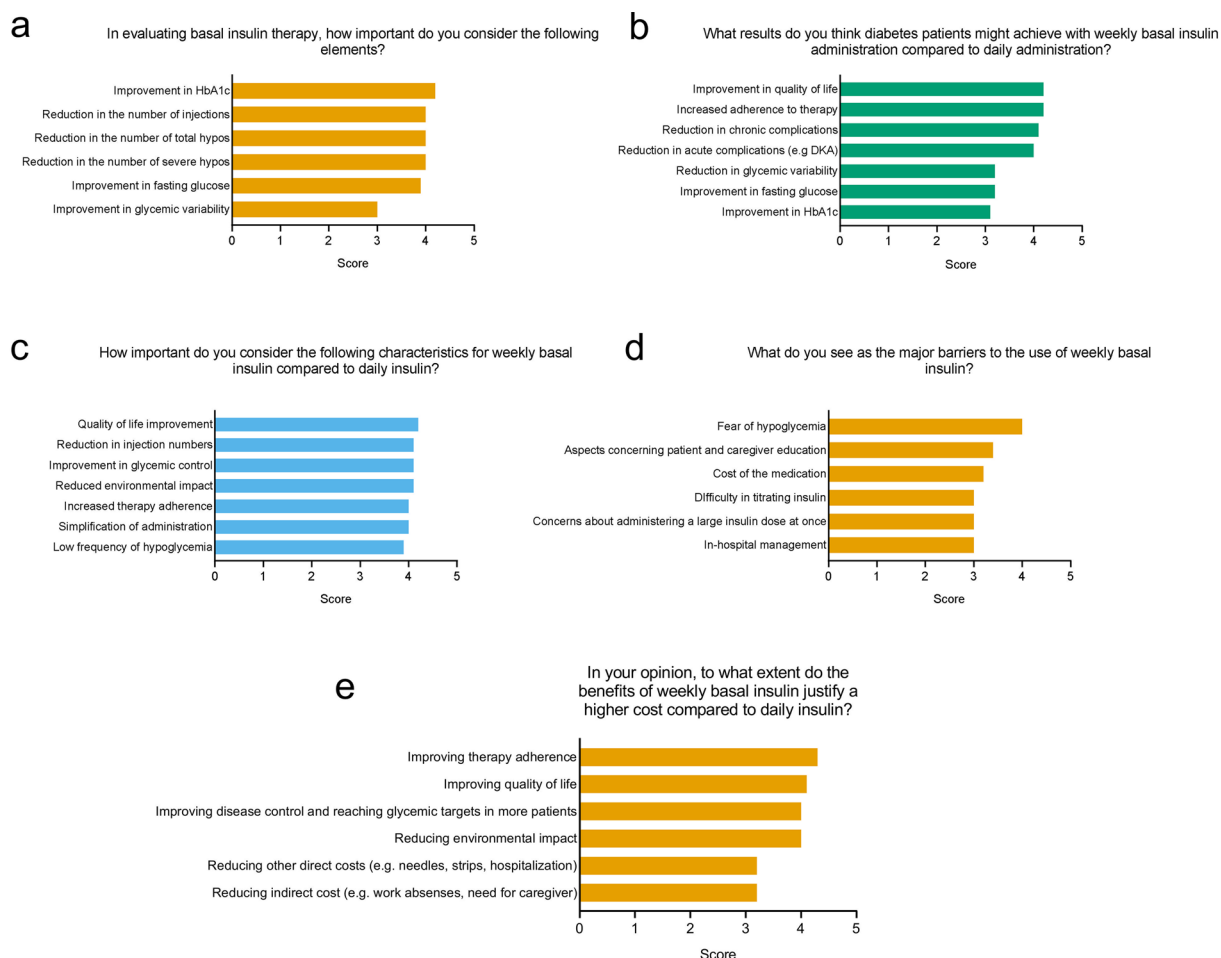 a
In evaluating basal insulin therapy, how important do you consider the following
elements?
Improvement in HbA1c
Reduction in the number of injections
Reduction in the number of total hypos
Reduction in the number of severe hypos
Improvement in fasting glucose
Improvement in glycemic variability
0 1 2 3 4 5
Score
b
What results do you think diabetes patients might achieve with weekly basal insulin
administration compared to daily administration?
Improvement in quality of life
Increased adherence to therapy
Reduction in chronic complications
Reduction in acute complications (e.g DKA)
Reduction in glycemic variability
Improvement in fasting glucose
Improvement in HbA1c
0 1 2 3 4 5
Score
c
How important do you consider the following characteristics for weekly basal
insulin compared to daily insulin?
Quality of life improvement
Reduction in injection numbers
Improvement in glycemic control
Reduced environmental impact
Increased therapy adherence
Simplification of administration
Low frequency of hypoglycemia
0 1 2 3 4 5
Score
d
What do you see as the major barriers to the use of weekly basal
insulin?
Fear of hypoglycemia
Aspects concerning patient and caregiver education
Cost of the medication
DIfficulty in titrating insulin
Concerns about administering a large insulin dose at once
In-hospital management
0 1 2 3 4 5
Score
e
In your opinion, to what extent do the
benefits of weekly basal insulin justify a
higher cost compared to daily insulin?
Improving therapy adherence
Improving quality of life
Improving disease control and reaching glycemic targets in more patients
Reducing environmental impact
Reducing other direct costs (e.g. needles, strips, hospitalization)
Reducing indirect cost (e.g. work absenses, need for caregiver)
0 1 2 3 4 5
Score